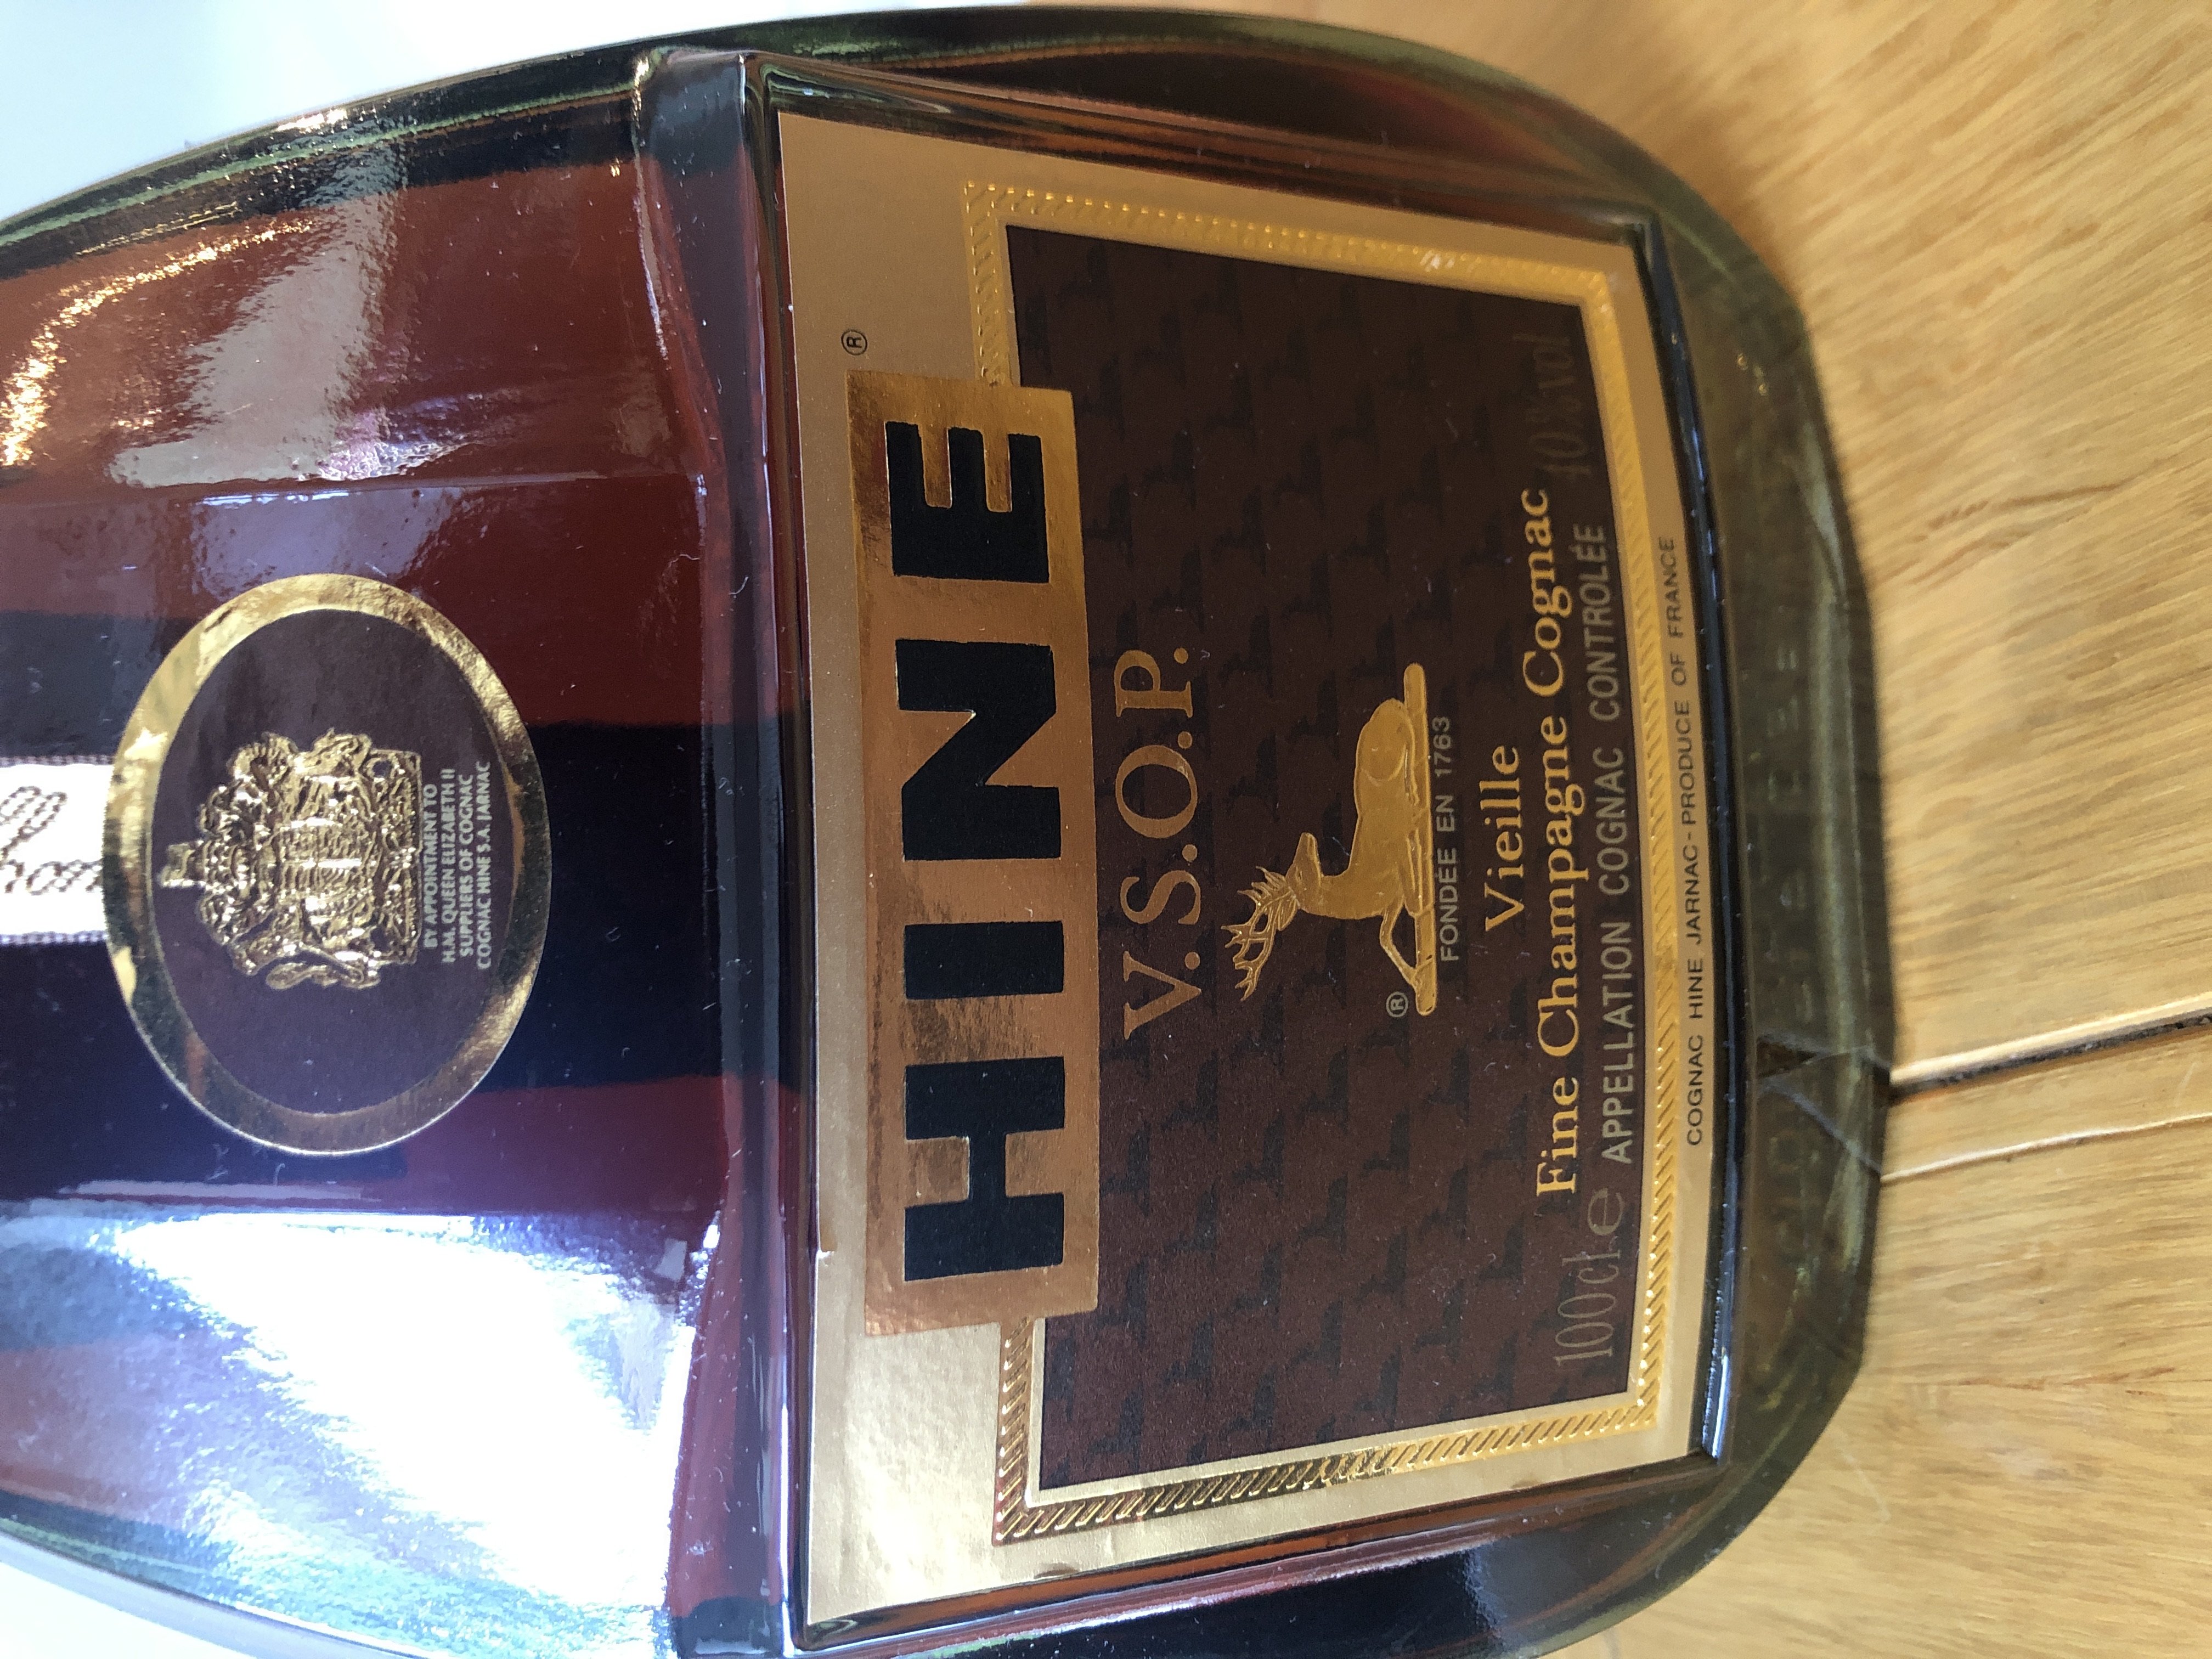 BY APPOINTMENT TO
H.M. QUEEN ELIZABETH II
SUPPLIERS OF COGNAC
COGNAC HINE S.A. JARNAC
®
HINE
V.S.O.P.
®
FONDÉE EN 1763
Vieille
Fine Champagne Cognac
100cl e APPELLATION COGNAC CONTROLÉE 40%vol
COGNAC HINE JARNAC-PRODUCE OF FRANCE